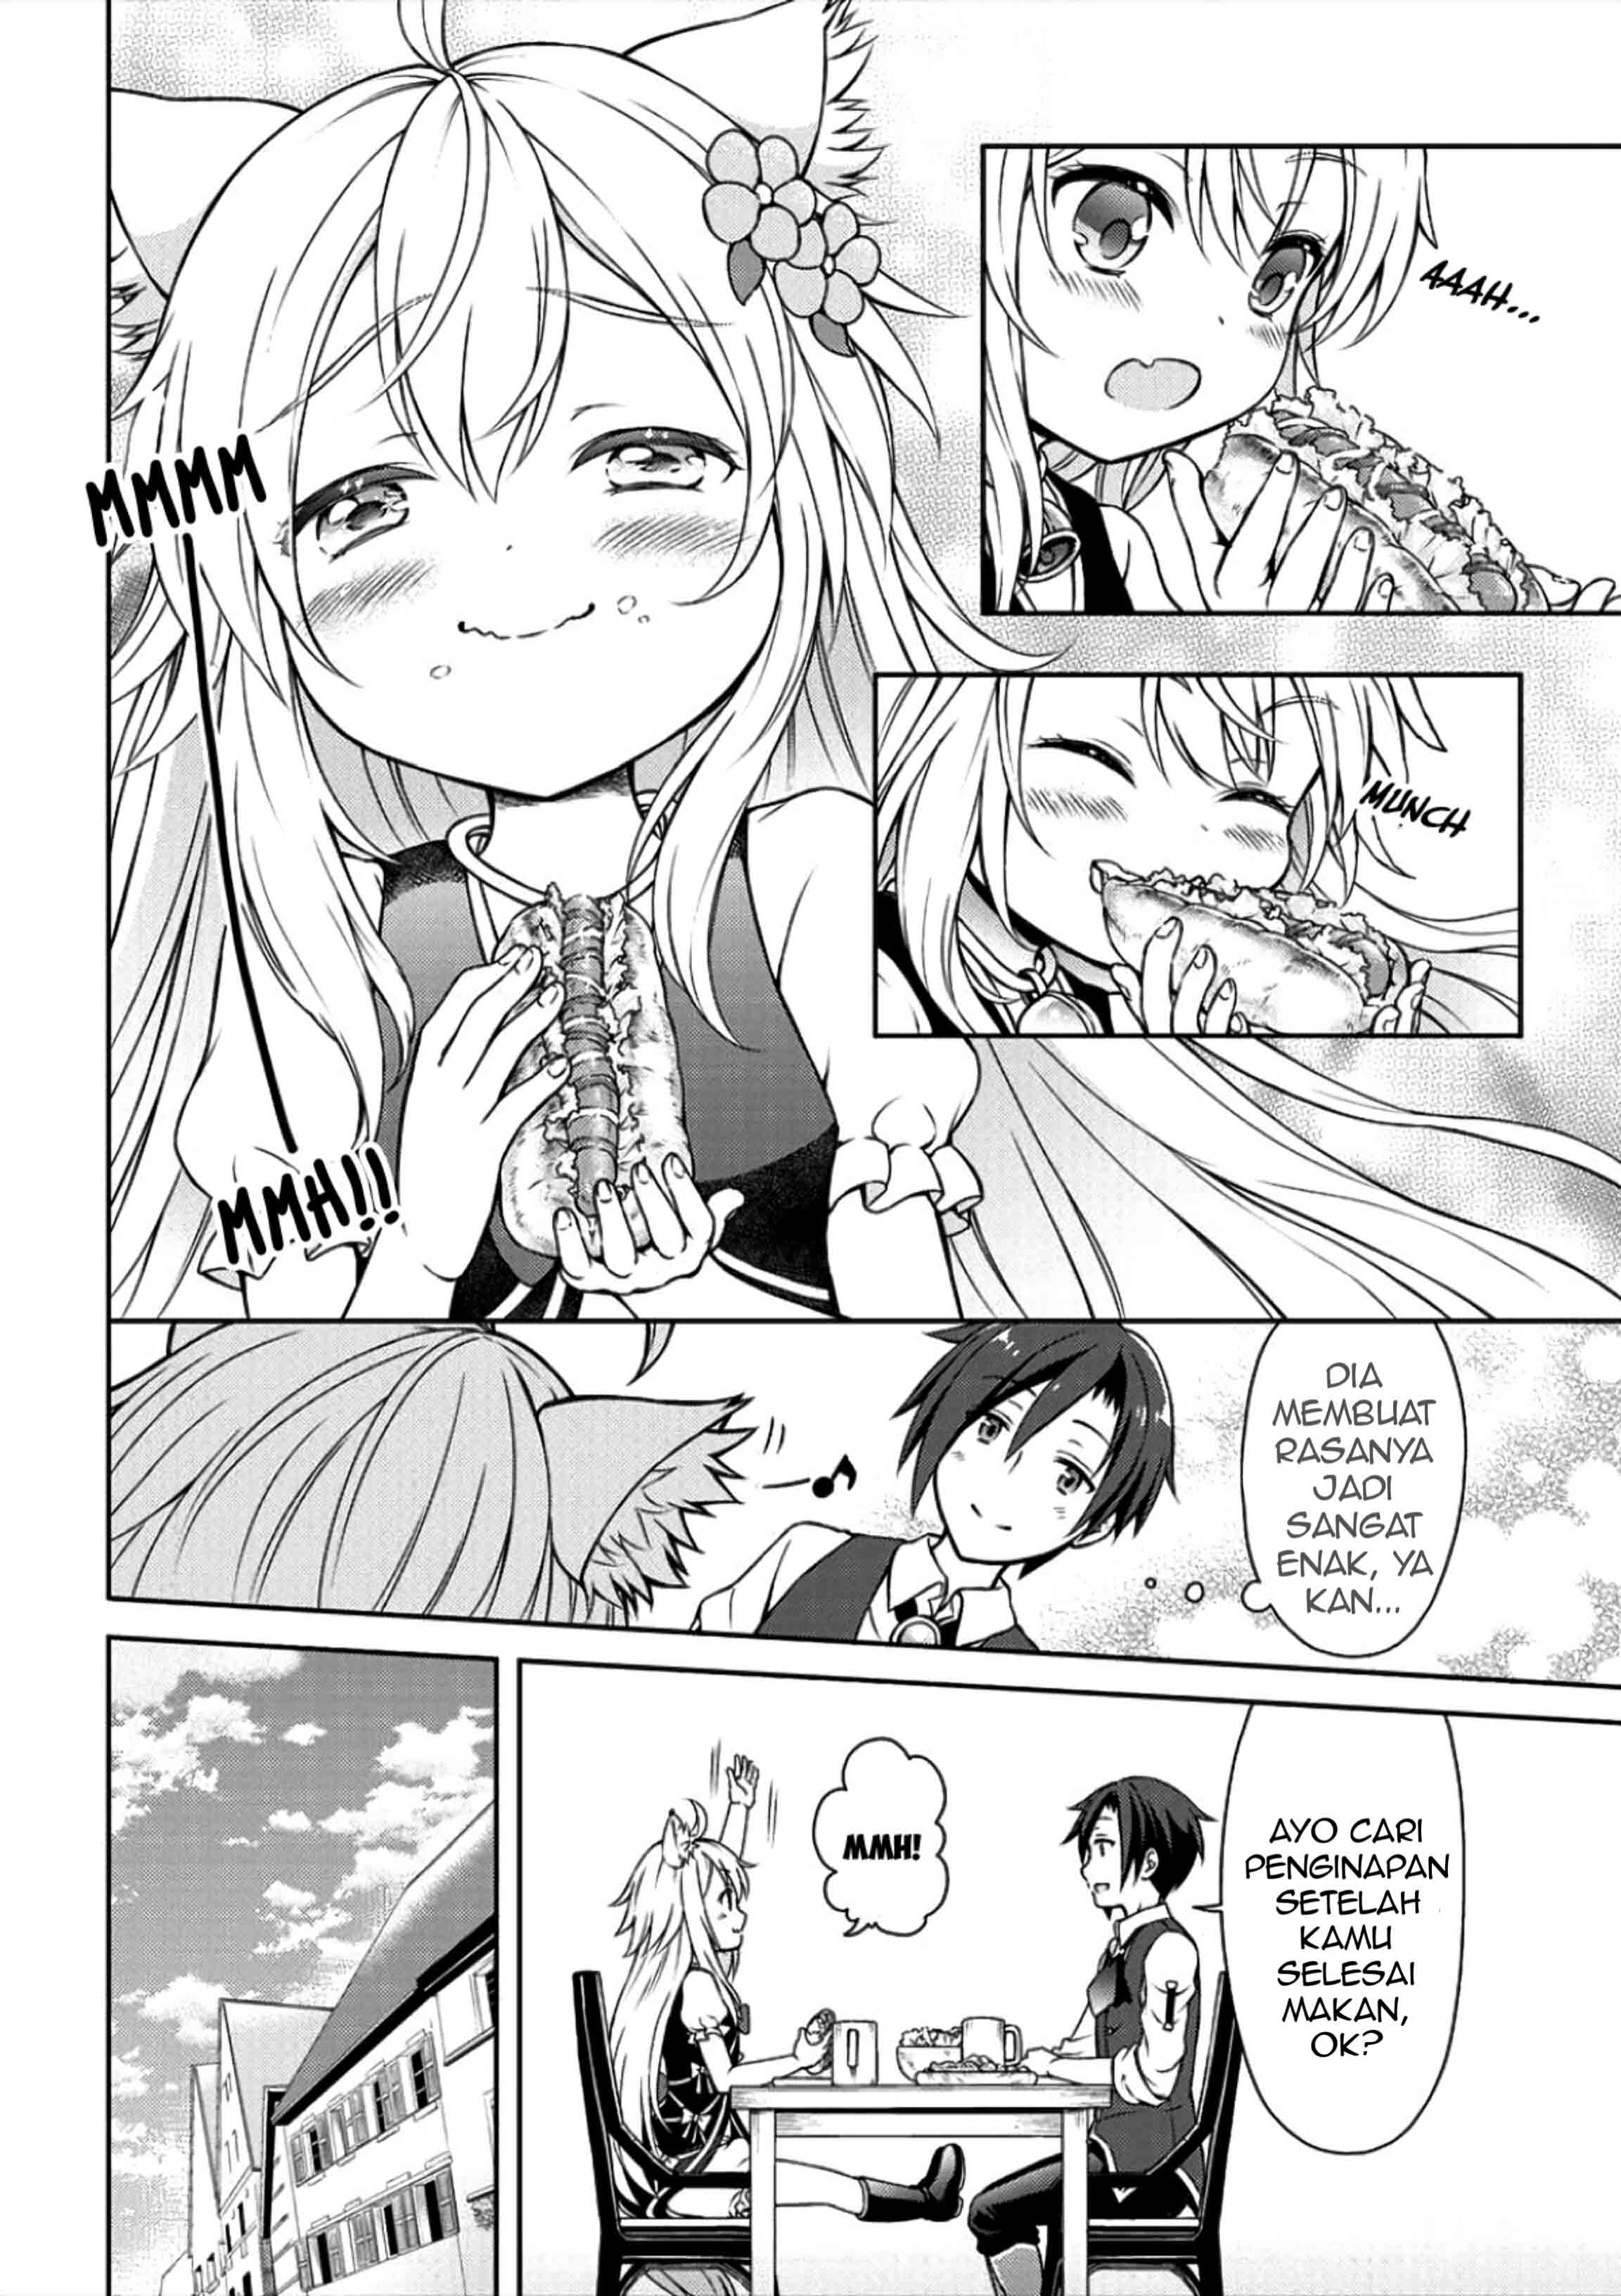 AAAH...
MUNCH
MMMM
MMH!!
DIA
MEMBUAT
RASANYA
JADI
SANGAT
ENAK, YA
KAN...
AYO CARI
PENGINAPAN
SETELAH
KAMU
SELESAI
MAKAN,
OK?
MMH!